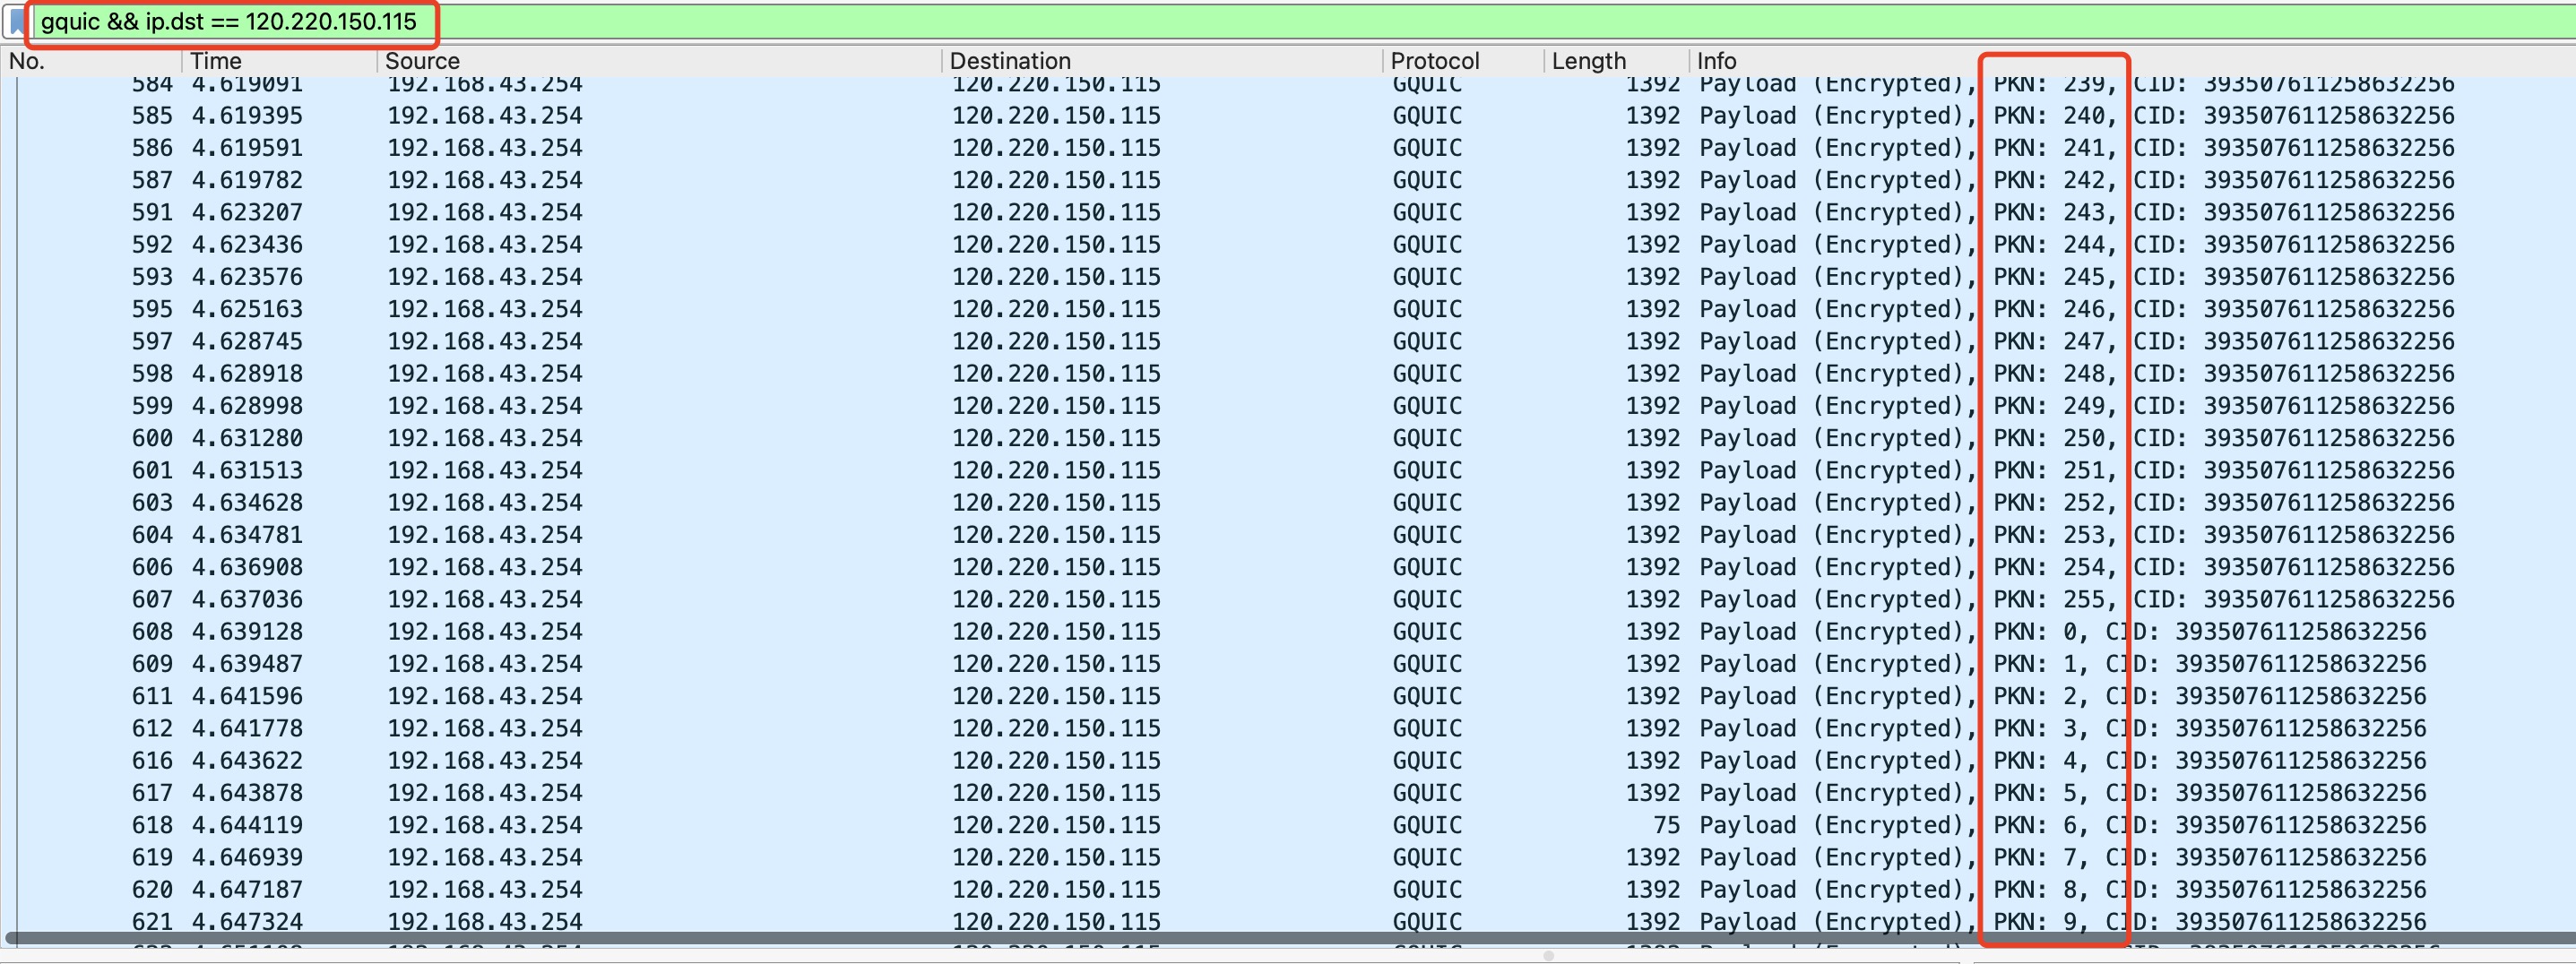 gquic && ip.dst == 120.220.150.115
No. Time Source Destination Protocol Length Info
584 4.619091 192.168.43.254 120.220.150.115 GQUIC 1392 Payload (Encrypted), PKN: 239, CID: 393507611258632256
585 4.619395 192.168.43.254 120.220.150.115 GQUIC 1392 Payload (Encrypted), PKN: 240, CID: 393507611258632256
586 4.619591 192.168.43.254 120.220.150.115 GQUIC 1392 Payload (Encrypted), PKN: 241, CID: 393507611258632256
587 4.619782 192.168.43.254 120.220.150.115 GQUIC 1392 Payload (Encrypted), PKN: 242, CID: 393507611258632256
591 4.623207 192.168.43.254 120.220.150.115 GQUIC 1392 Payload (Encrypted), PKN: 243, CID: 393507611258632256
592 4.623436 192.168.43.254 120.220.150.115 GQUIC 1392 Payload (Encrypted), PKN: 244, CID: 393507611258632256
593 4.623576 192.168.43.254 120.220.150.115 GQUIC 1392 Payload (Encrypted), PKN: 245, CID: 393507611258632256
595 4.625163 192.168.43.254 120.220.150.115 GQUIC 1392 Payload (Encrypted), PKN: 246, CID: 393507611258632256
597 4.628745 192.168.43.254 120.220.150.115 GQUIC 1392 Payload (Encrypted), PKN: 247, CID: 393507611258632256
598 4.628918 192.168.43.254 120.220.150.115 GQUIC 1392 Payload (Encrypted), PKN: 248, CID: 393507611258632256
599 4.628998 192.168.43.254 120.220.150.115 GQUIC 1392 Payload (Encrypted), PKN: 249, CID: 393507611258632256
600 4.631280 192.168.43.254 120.220.150.115 GQUIC 1392 Payload (Encrypted), PKN: 250, CID: 393507611258632256
601 4.631513 192.168.43.254 120.220.150.115 GQUIC 1392 Payload (Encrypted), PKN: 251, CID: 393507611258632256
603 4.634628 192.168.43.254 120.220.150.115 GQUIC 1392 Payload (Encrypted), PKN: 252, CID: 393507611258632256
604 4.634781 192.168.43.254 120.220.150.115 GQUIC 1392 Payload (Encrypted), PKN: 253, CID: 393507611258632256
606 4.636908 192.168.43.254 120.220.150.115 GQUIC 1392 Payload (Encrypted), PKN: 254, CID: 393507611258632256
607 4.637036 192.168.43.254 120.220.150.115 GQUIC 1392 Payload (Encrypted), PKN: 255, CID: 393507611258632256
608 4.639128 192.168.43.254 120.220.150.115 GQUIC 1392 Payload (Encrypted), PKN: 0, CID: 393507611258632256
609 4.639487 192.168.43.254 120.220.150.115 GQUIC 1392 Payload (Encrypted), PKN: 1, CID: 393507611258632256
611 4.641596 192.168.43.254 120.220.150.115 GQUIC 1392 Payload (Encrypted), PKN: 2, CID: 393507611258632256
612 4.641778 192.168.43.254 120.220.150.115 GQUIC 1392 Payload (Encrypted), PKN: 3, CID: 393507611258632256
616 4.643622 192.168.43.254 120.220.150.115 GQUIC 1392 Payload (Encrypted), PKN: 4, CID: 393507611258632256
617 4.643878 192.168.43.254 120.220.150.115 GQUIC 1392 Payload (Encrypted), PKN: 5, CID: 393507611258632256
618 4.644119 192.168.43.254 120.220.150.115 GQUIC 75 Payload (Encrypted), PKN: 6, CID: 393507611258632256
619 4.646939 192.168.43.254 120.220.150.115 GQUIC 1392 Payload (Encrypted), PKN: 7, CID: 393507611258632256
620 4.647187 192.168.43.254 120.220.150.115 GQUIC 1392 Payload (Encrypted), PKN: 8, CID: 393507611258632256
621 4.647324 192.168.43.254 120.220.150.115 GQUIC 1392 Payload (Encrypted), PKN: 9, CID: 393507611258632256